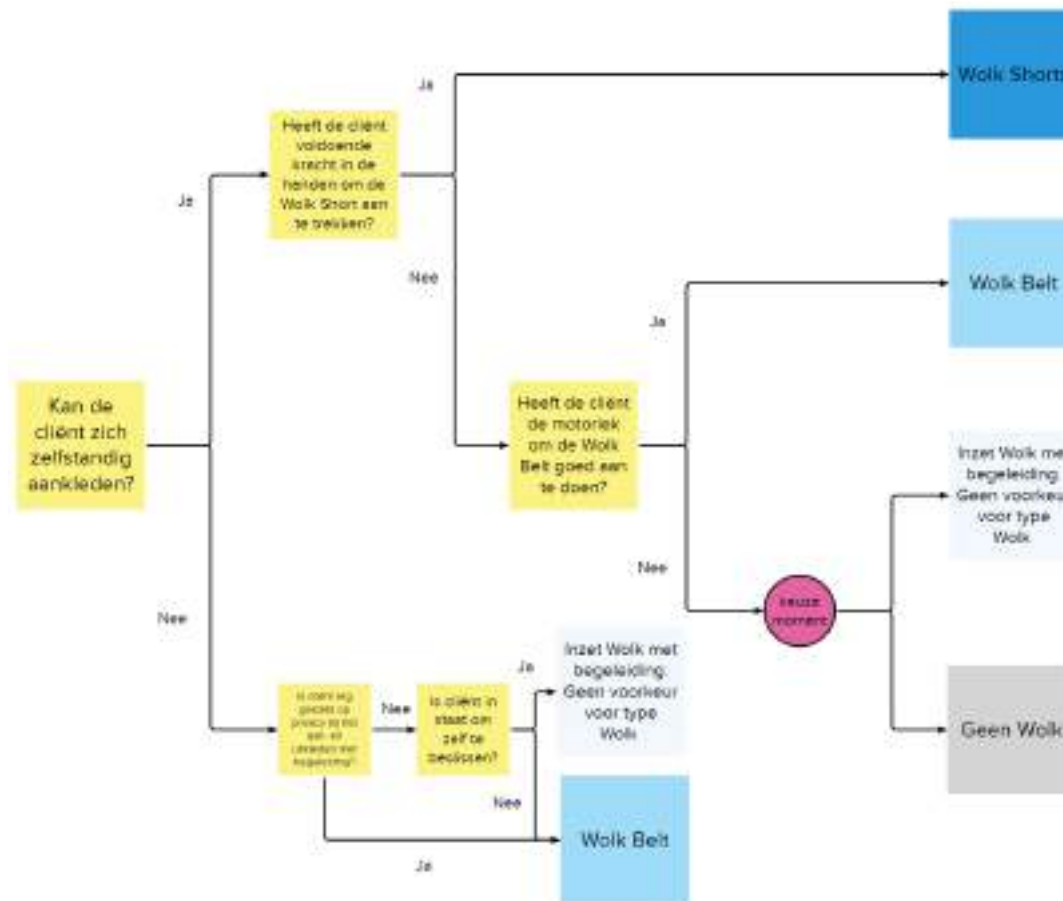 Wolk Short
Ja
Heeft de cliënt
voldoende
kracht in de
handen om de
Wolk Short aan
te trekken?
Ja
Nee
Wolk Belt
Ja
Kan de
cliënt zich
zelfstandig
aankleden?
Heeft de cliënt
de motoriek
om de Wolk
Belt goed aan
te doen?
Inzet Wolk met
begeleiding.
Geen voorkeur
voor type
Wolk
Nee
Nee
keuze
moment
Inzet Wolk met
begeleiding.
Geen voorkeur
voor type
Wolk
Ja
Nee
Is cliënt in
staat om
zelf te
beslissen?
Geen Wolk
Nee
Wolk Belt
Ja